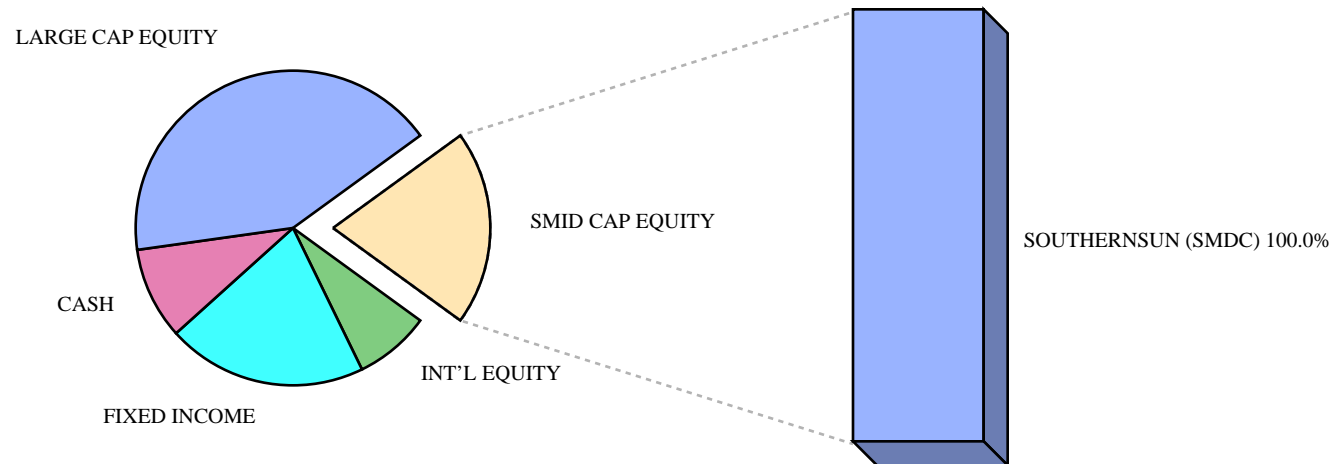 LARGE CAP EQUITY
SMID CAP EQUITY
SOUTHERNSUN (SMDC) 100.0%
CASH
INT'L EQUITY
FIXED INCOME